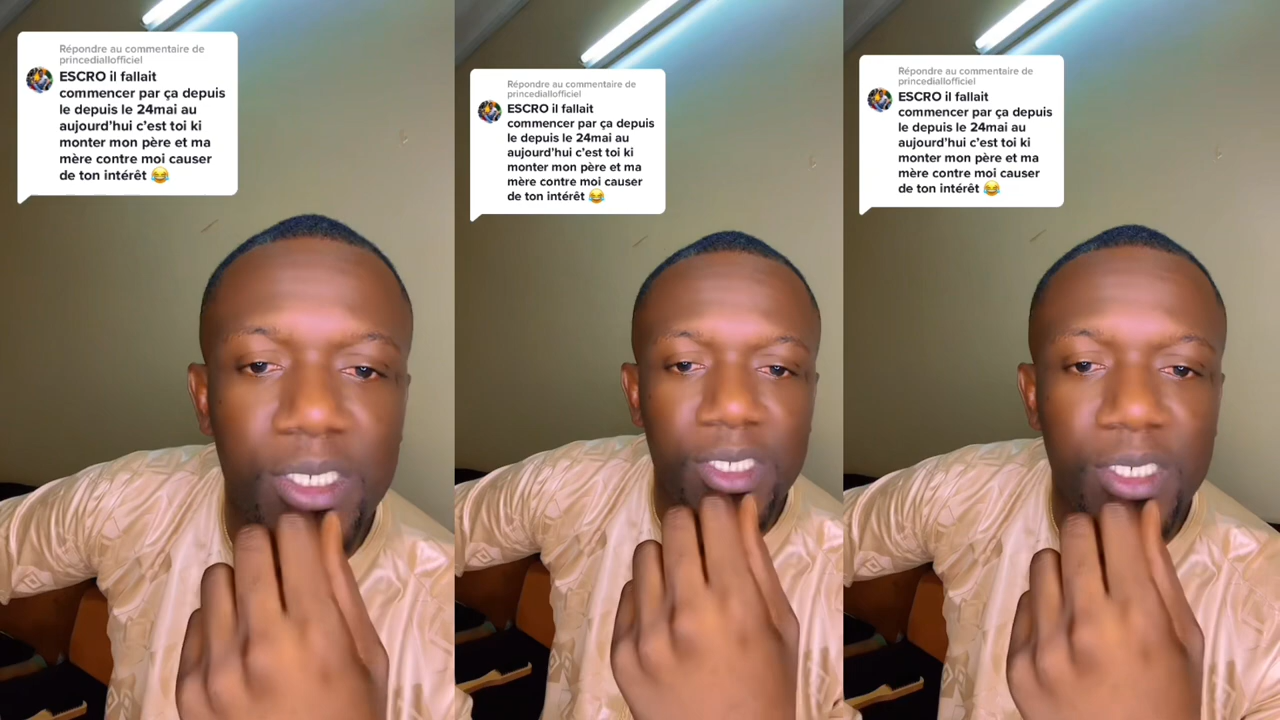 Répondre au commentaire de
princediallofficiel
ESCRO il fallait
commencer par ça depuis
le depuis le 24mai au
aujourd'hui c'est toi ki
monter mon père et ma
mère contre moi causer
de ton intérêt 😂
Répondre au commentaire de
princediallofficiel
ESCRO il fallait
commencer par ça depuis
le depuis le 24mai au
aujourd'hui c'est toi ki
monter mon père et ma
mère contre moi causer
de ton intérêt 😂
Répondre au commentaire de
princediallofficiel
ESCRO il fallait
commencer par ça depuis
le depuis le 24mai au
aujourd'hui c'est toi ki
monter mon père et ma
mère contre moi causer
de ton intérêt 😂